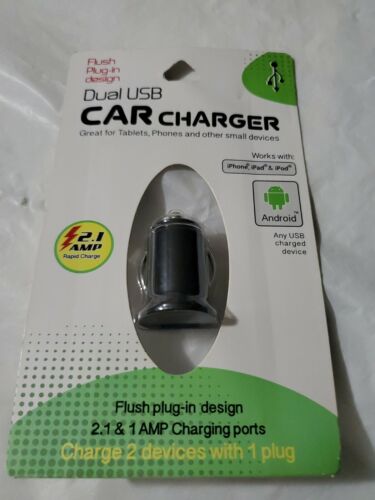 Flush
Plug-in
design
Dual USB
CAR CHARGER
Great for Tablets, Phones and other small devices
Works with:
iPhone®, iPad® & iPod®
Android™
Any USB
charged
device
2.1
AMP
Rapid Charge
Flush plug-in design
2.1 & 1 AMP Charging ports
Charge 2 devices with 1 plug